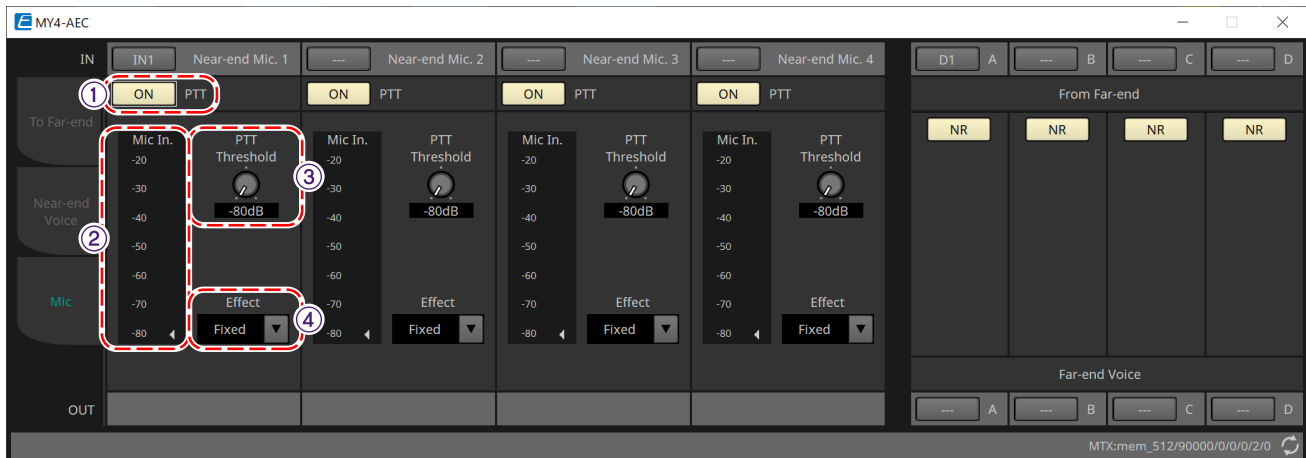 MY4-AEC
IN IN1 Near-end Mic. 1 --- Near-end Mic. 2 --- Near-end Mic. 3 --- Near-end Mic. 4 D1 A --- B --- C --- D
① ON PTT ON PTT ON PTT ON PTT From Far-end
To Far-end
NR NR NR NR
Mic In. PTT Mic In. PTT Mic In. PTT Mic In. PTT
-20 Threshold -20 Threshold -20 Threshold -20 Threshold
③
-30 -30 -30 -30
Near-end
Voice
-40 -80dB -40 -80dB -40 -80dB -40 -80dB
②
-50 -50 -50 -50
-60 -60 -60 -60
Mic -70 Effect -70 Effect -70 Effect -70 Effect
④
-80 Fixed -80 Fixed -80 Fixed -80 Fixed
Far-end Voice
OUT --- A --- B --- C --- D
MTX:mem_512/90000/0/0/0/2/0